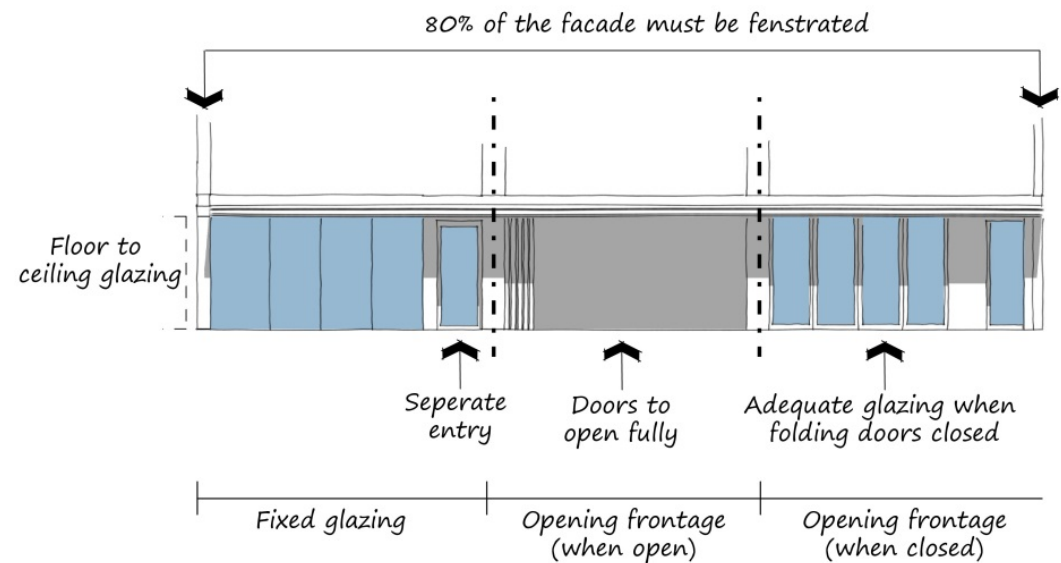 80% of the facade must be fenstrated
Floor to
ceiling glazing
Seperate
entry
Doors to
open fully
Adequate glazing when
folding doors closed
Fixed glazing
Opening frontage
(when open)
Opening frontage
(when closed)